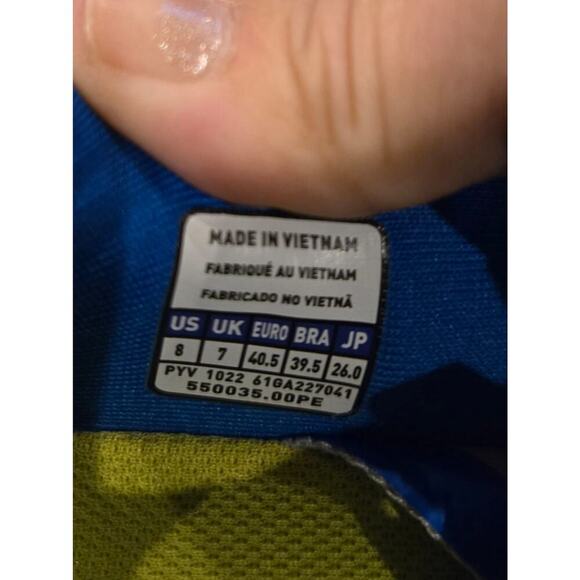 MADE IN VIETNAM
FABRIQUÉ AU VIETNAM
FABRICADO NO VIETNÃ
US UK EURO BRA JP
8 7 40.5 39.5 26.0
PYV 1022 61GA227041
550035.00PE